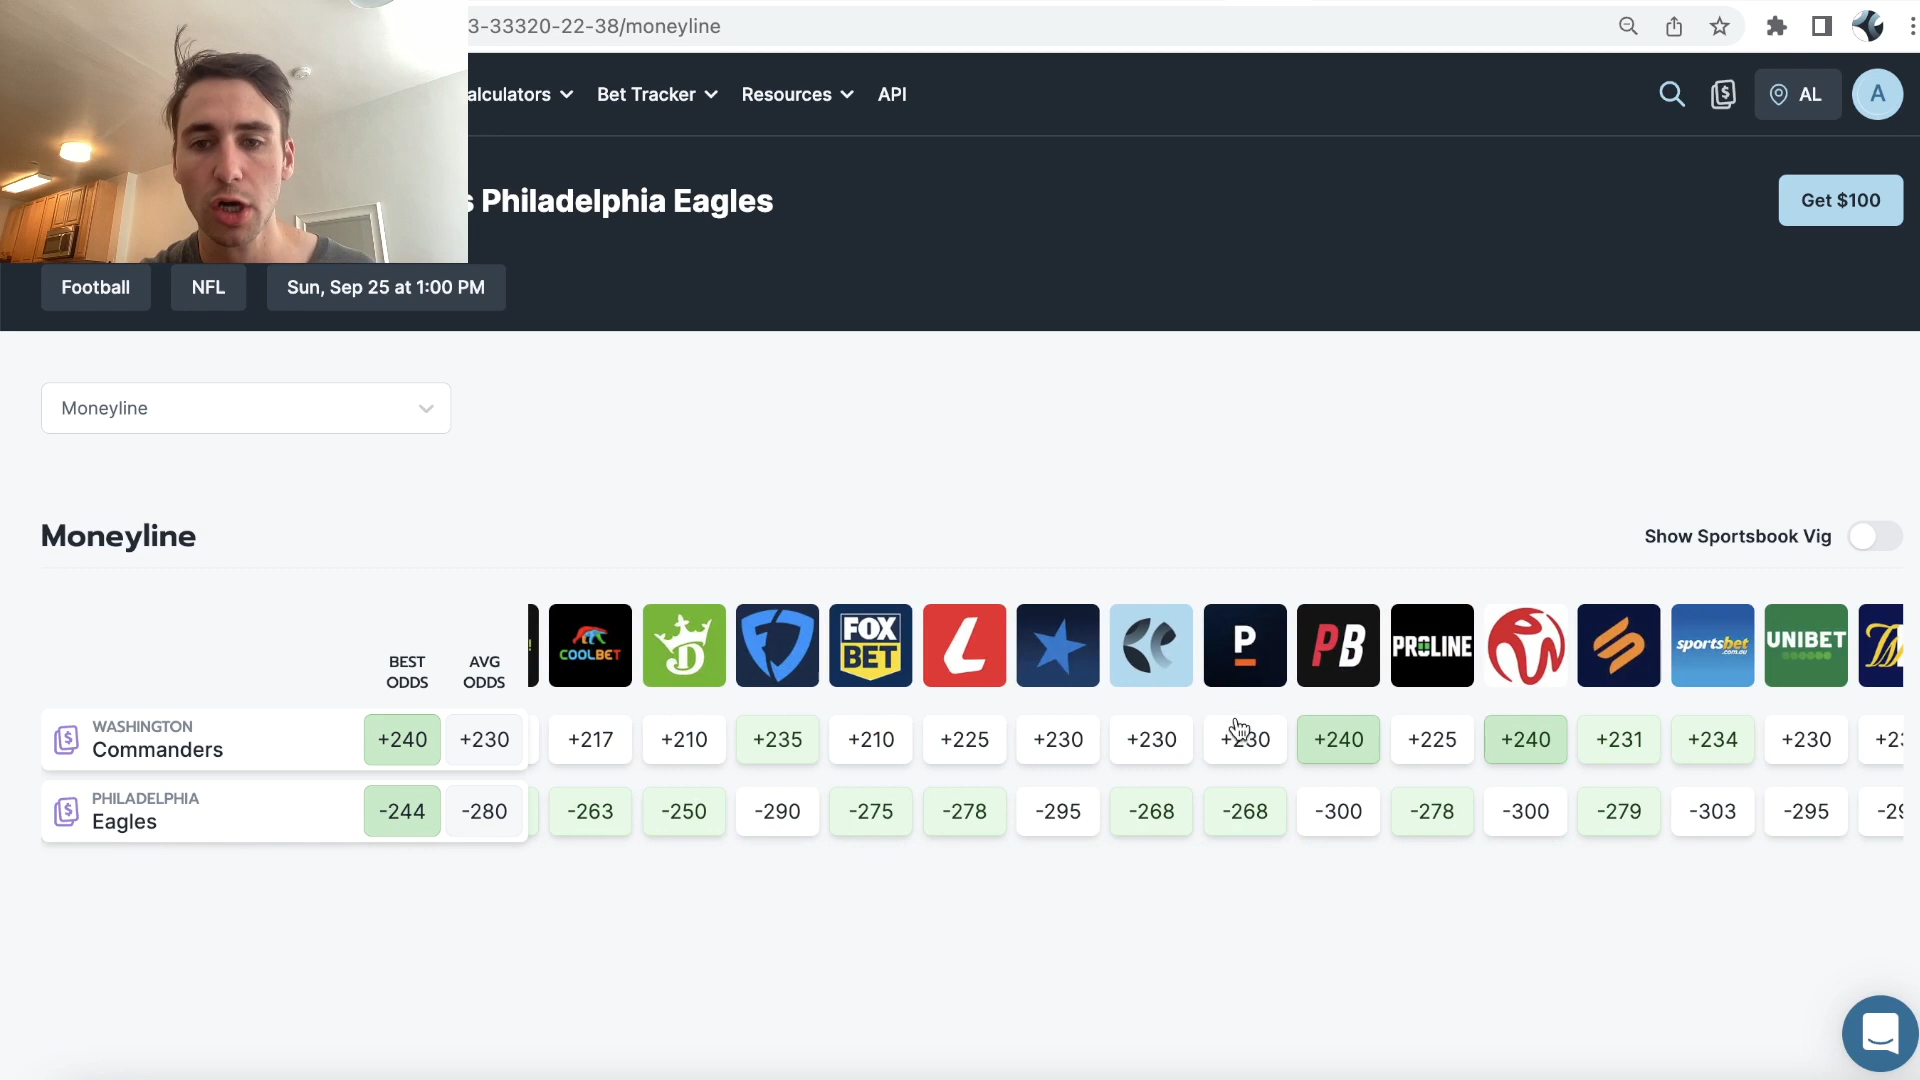 3-33320-22-38/moneyline
alculators Bet Tracker Resources API
AL
A
s Philadelphia Eagles
Get $100
Football NFL Sun, Sep 25 at 1:00 PM
Moneyline
Moneyline
Show Sportsbook Vig
BEST ODDS
AVG ODDS
COOLBET
FOX BET
P
PB
PROLINE
sportsbet.com.au
UNIBET
WASHINGTON
Commanders
+240 +230 +217 +210 +235 +210 +225 +230 +230 +230 +240 +225 +240 +231 +234 +230
PHILADELPHIA
Eagles
-244 -280 -263 -250 -290 -275 -278 -295 -268 -268 -300 -278 -300 -279 -303 -295